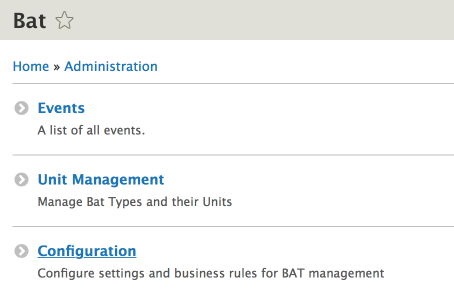 Bat
Home » Administration
Events
A list of all events.
Unit Management
Manage Bat Types and their Units
Configuration
Configure settings and business rules for BAT management